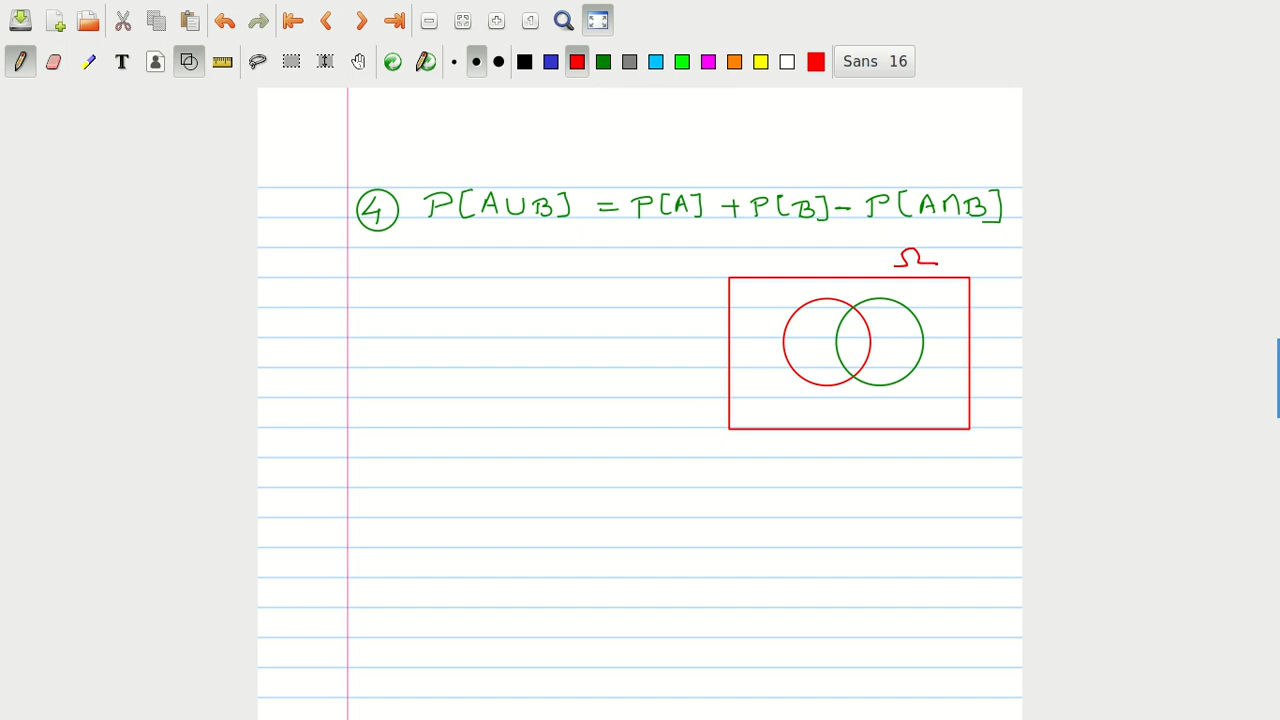 Sans 16
④ P[A∪B] = P[A] + P[B] - P[A∩B]
Ω